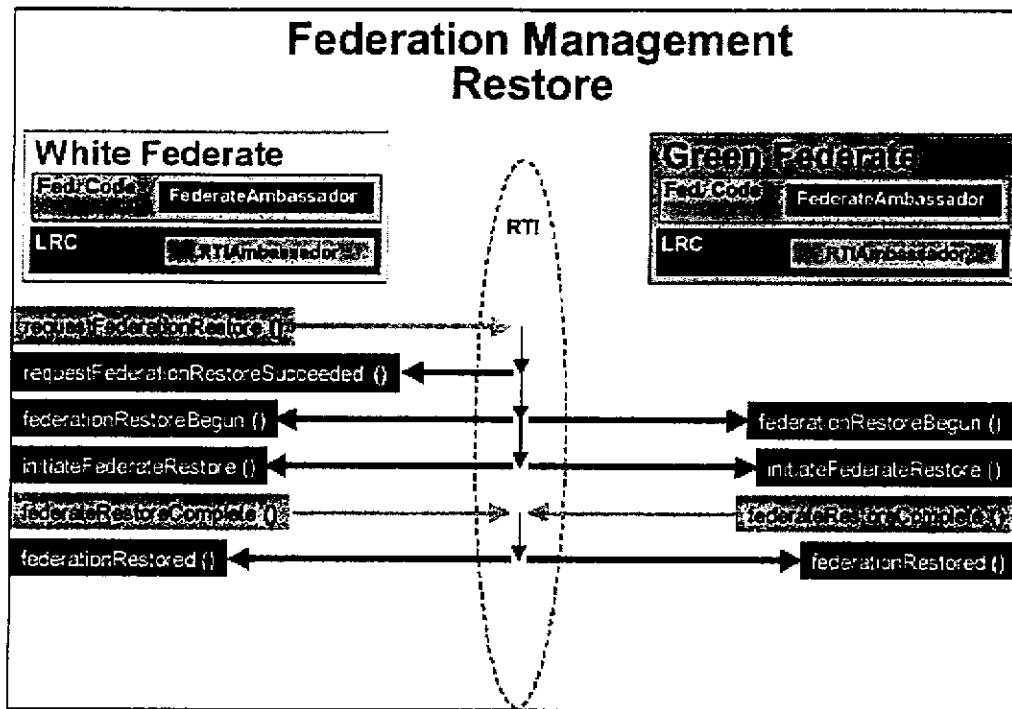 Federation Management
Restore
White Federate
Fed. Code
FederateAmbassador
LRC
RTIAmbassador
RTI
Green Federate
Fed. Code
FederateAmbassador
LRC
RTIAmbassador
requestFederationRestore ()
requestFederationRestoreSucceeded ()
federationRestoreBegun ()
federationRestoreBegun ()
initiateFederateRestore ()
initiateFederateRestore ()
federateRestoreComplete ()
federateRestoreComplete ()
federationRestored ()
federationRestored ()